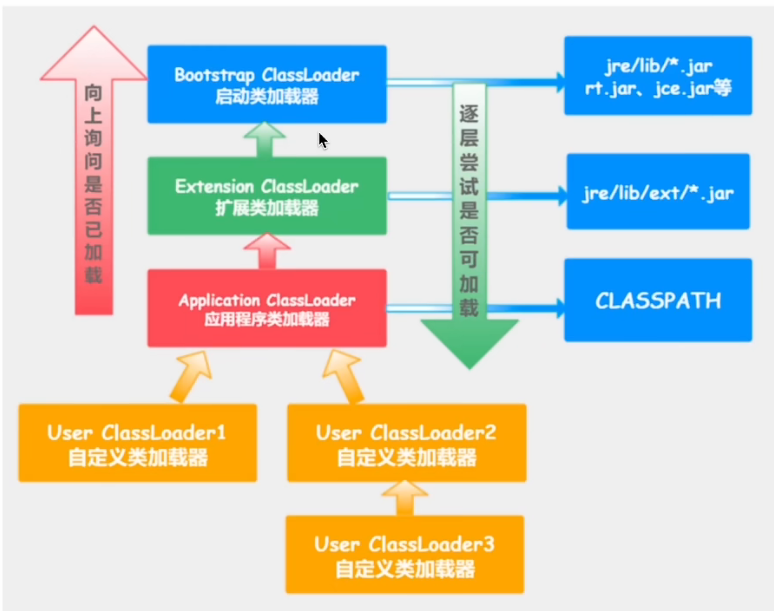 向上询问是否已加载
Bootstrap ClassLoader
启动类加载器
jre/lib/*.jar
rt.jar、jce.jar等
逐层尝试是否可加载
Extension ClassLoader
扩展类加载器
jre/lib/ext/*.jar
Application ClassLoader
应用程序类加载器
CLASSPATH
User ClassLoader1
自定义类加载器
User ClassLoader2
自定义类加载器
User ClassLoader3
自定义类加载器